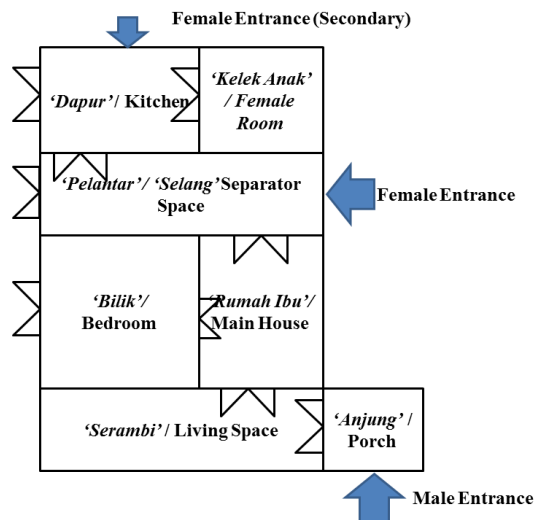 Female Entrance (Secondary)
‘Dapur’/ Kitchen
‘Kelek Anak’
/ Female
Room
‘Pelantar’/ ‘Selang’Separator
Space
Female Entrance
‘Bilik’/
Bedroom
‘Rumah Ibu’/
Main House
‘Serambi’/ Living Space
‘Anjung’ /
Porch
Male Entrance